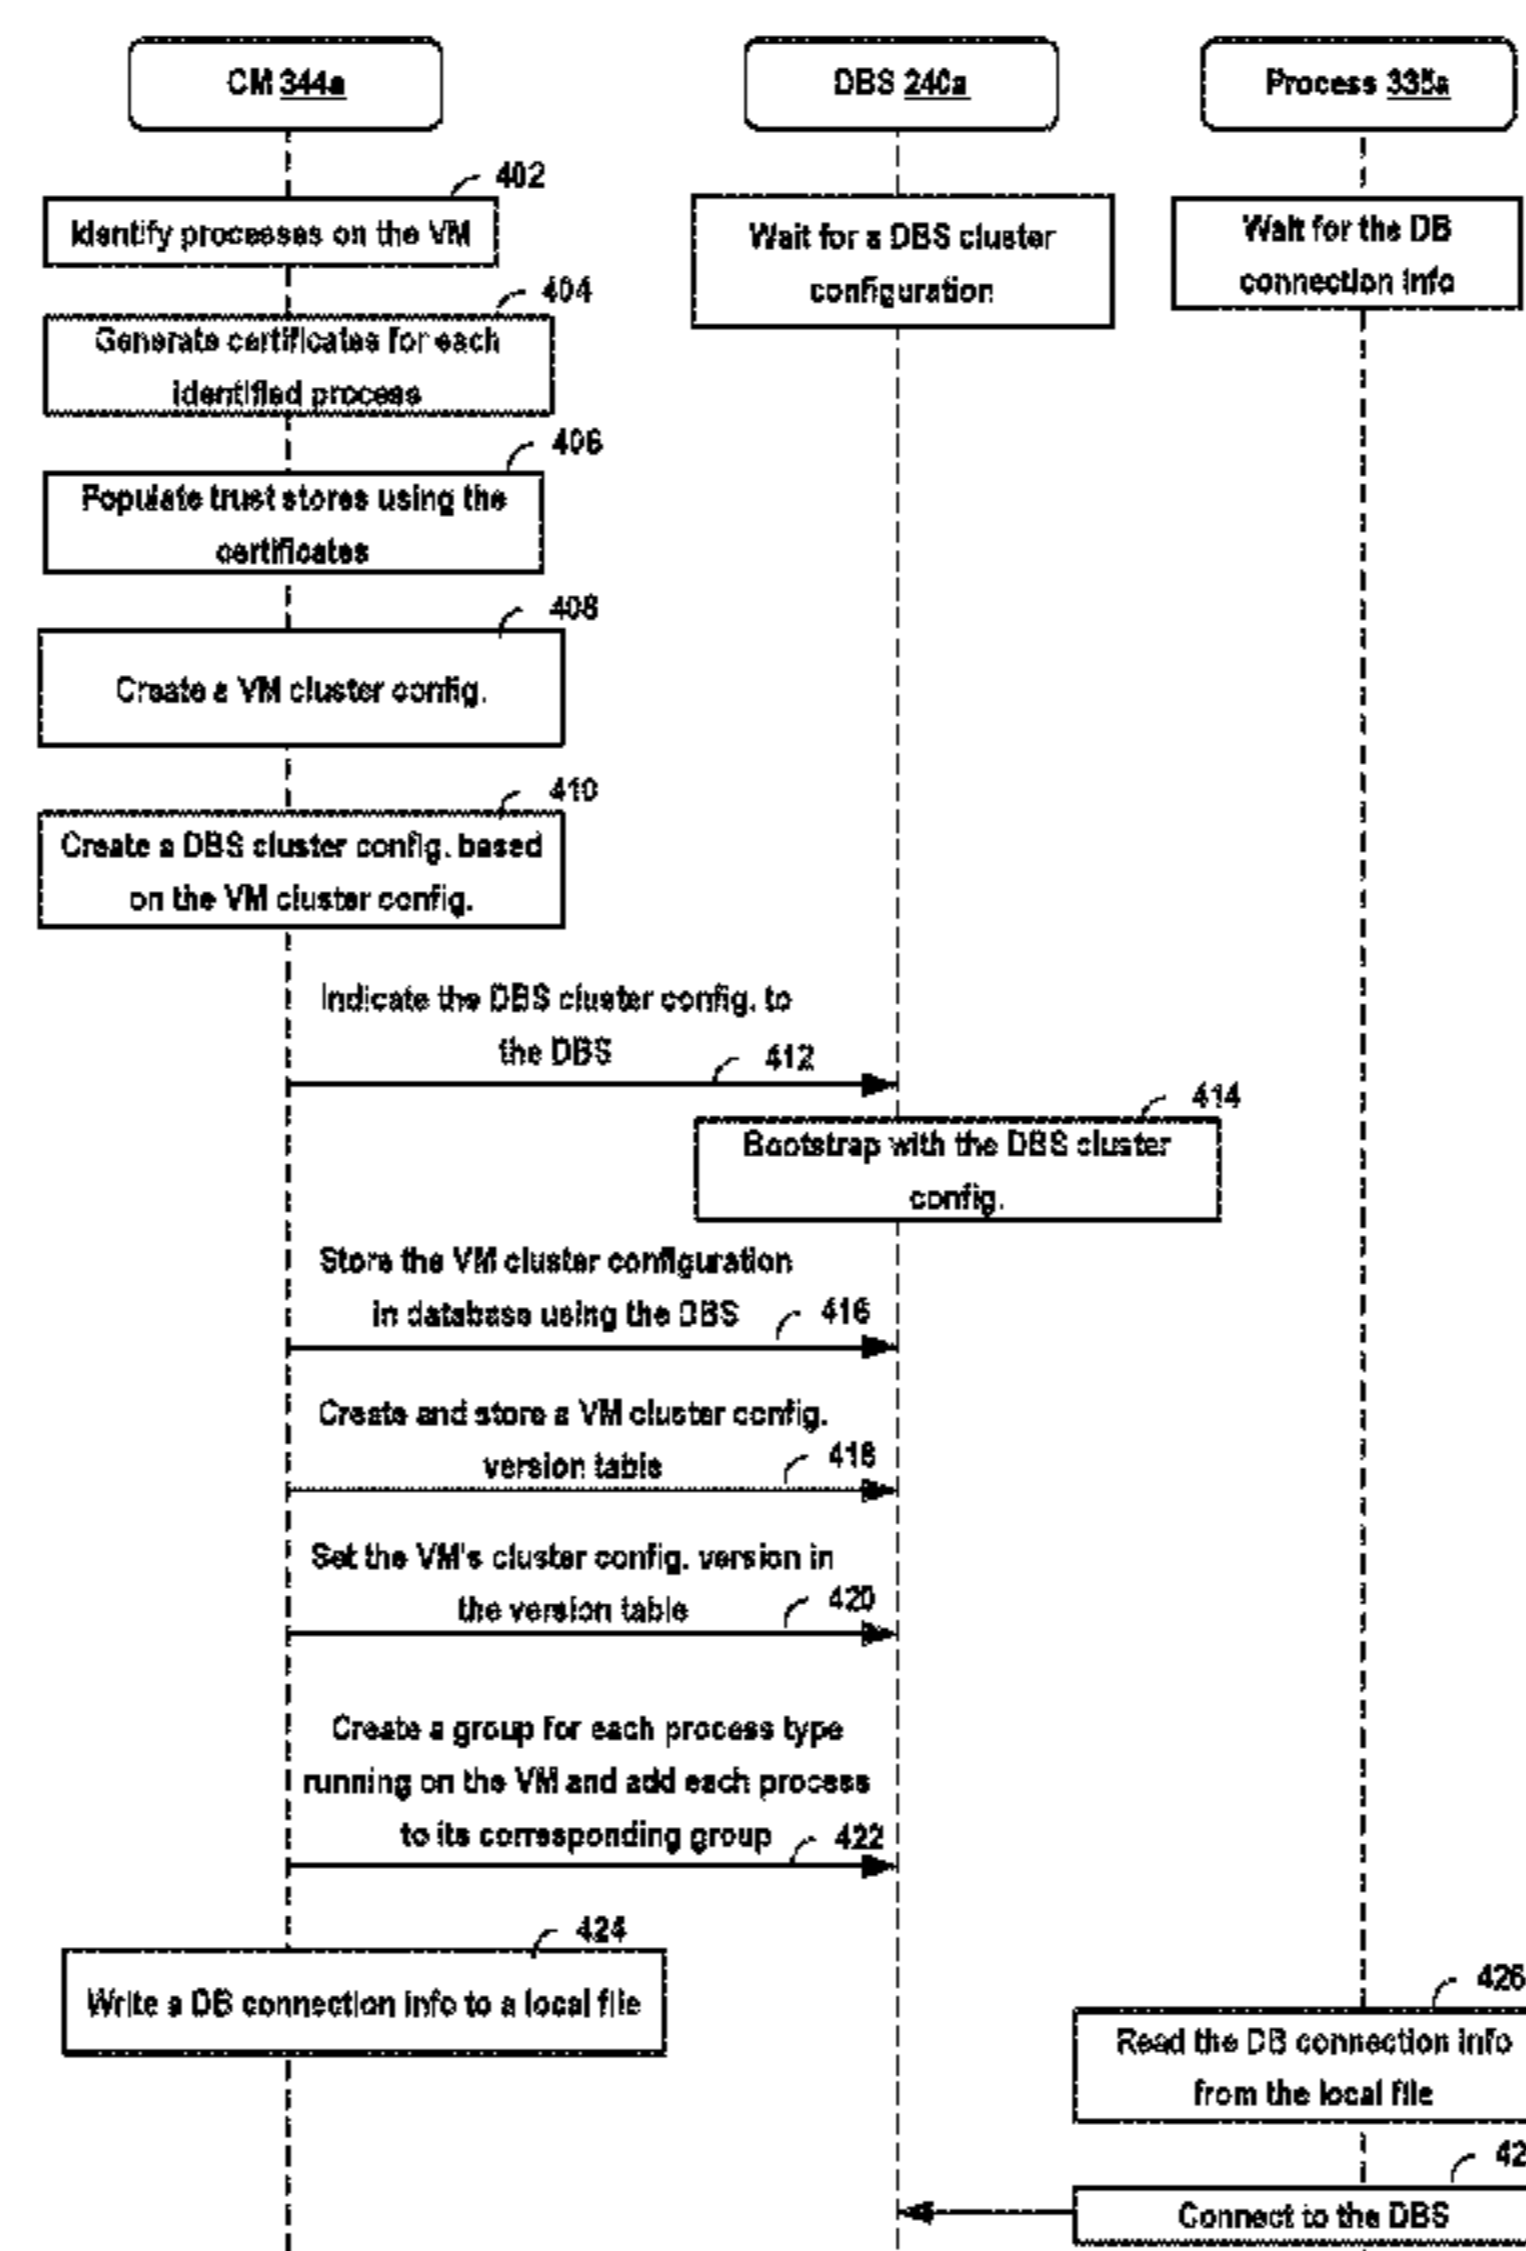 CM 344a
DBS 240a
Process 335a
402
Identify processes on the VM
Wait for a DBS cluster
configuration
Wait for the DB
connection info
404
Generate certificates for each
identified process
406
Populate trust stores using the
certificates
408
Create a VM cluster config.
410
Create a DBS cluster config. based
on the VM cluster config.
Indicate the DBS cluster config. to
the DBS
412
414
Bootstrap with the DBS cluster
config.
Store the VM cluster configuration
in database using the DBS
416
Create and store a VM cluster config.
version table
418
Set the VM's cluster config. version in
the version table
420
Create a group for each process type
running on the VM and add each process
to its corresponding group
422
424
Write a DB connection info to a local file
426
Read the DB connection info
from the local file
Connect to the DBS